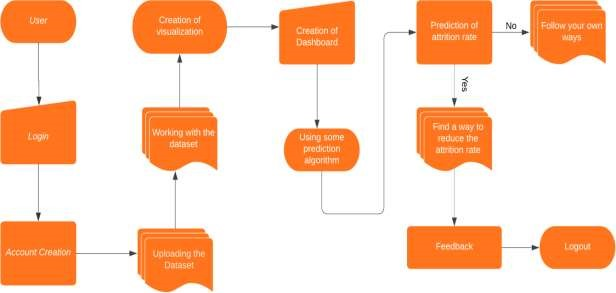 User
Login
Account Creation
Uploading the
Dataset
Working with the
dataset
Creation of
visualization
Creation of
Dashboard
Using some
prediction
algorithm
Prediction of
attrition rate
No
Follow your own
ways
Yes
Find a way to
reduce the
attrition rate
Feedback
Logout